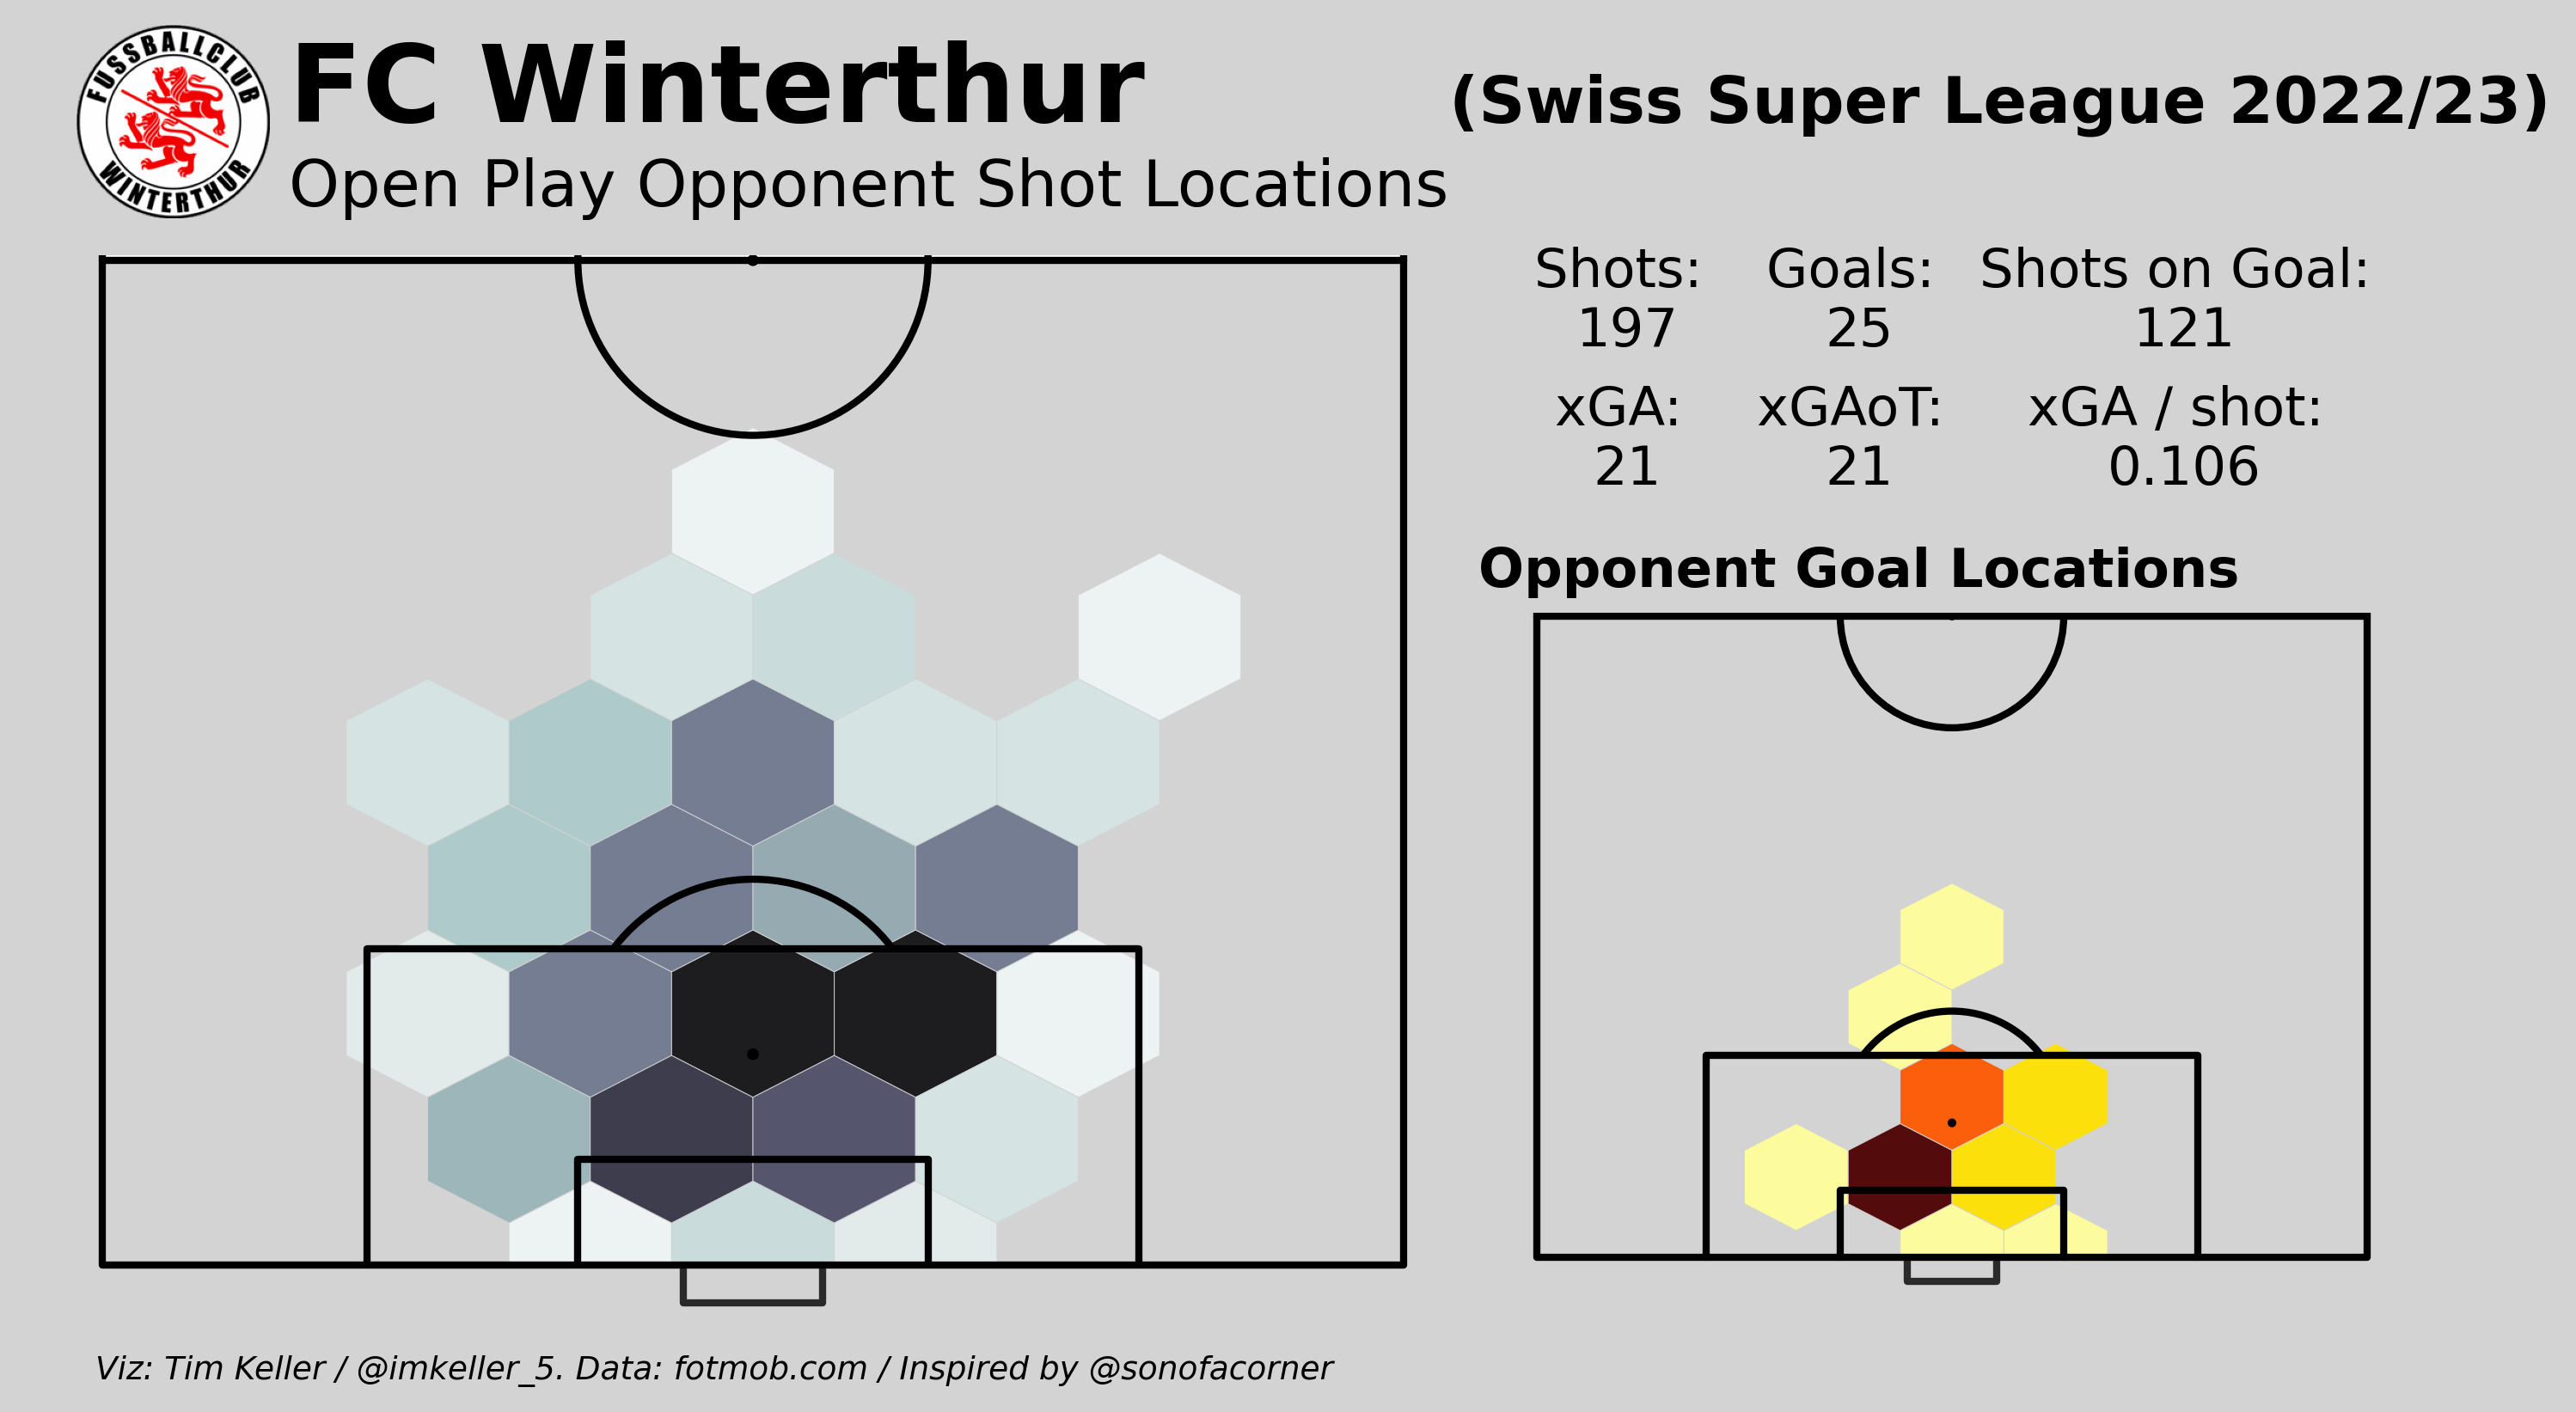 FUSSBALLCLUB
WINTERTHUR
FC Winterthur
(Swiss Super League 2022/23)
Open Play Opponent Shot Locations
Shots: Goals: Shots on Goal:
197 25 121
xGA: xGAoT: xGA / shot:
21 21 0.106
Opponent Goal Locations
Viz: Tim Keller / @imkeller_5. Data: fotmob.com / Inspired by @sonofacorner